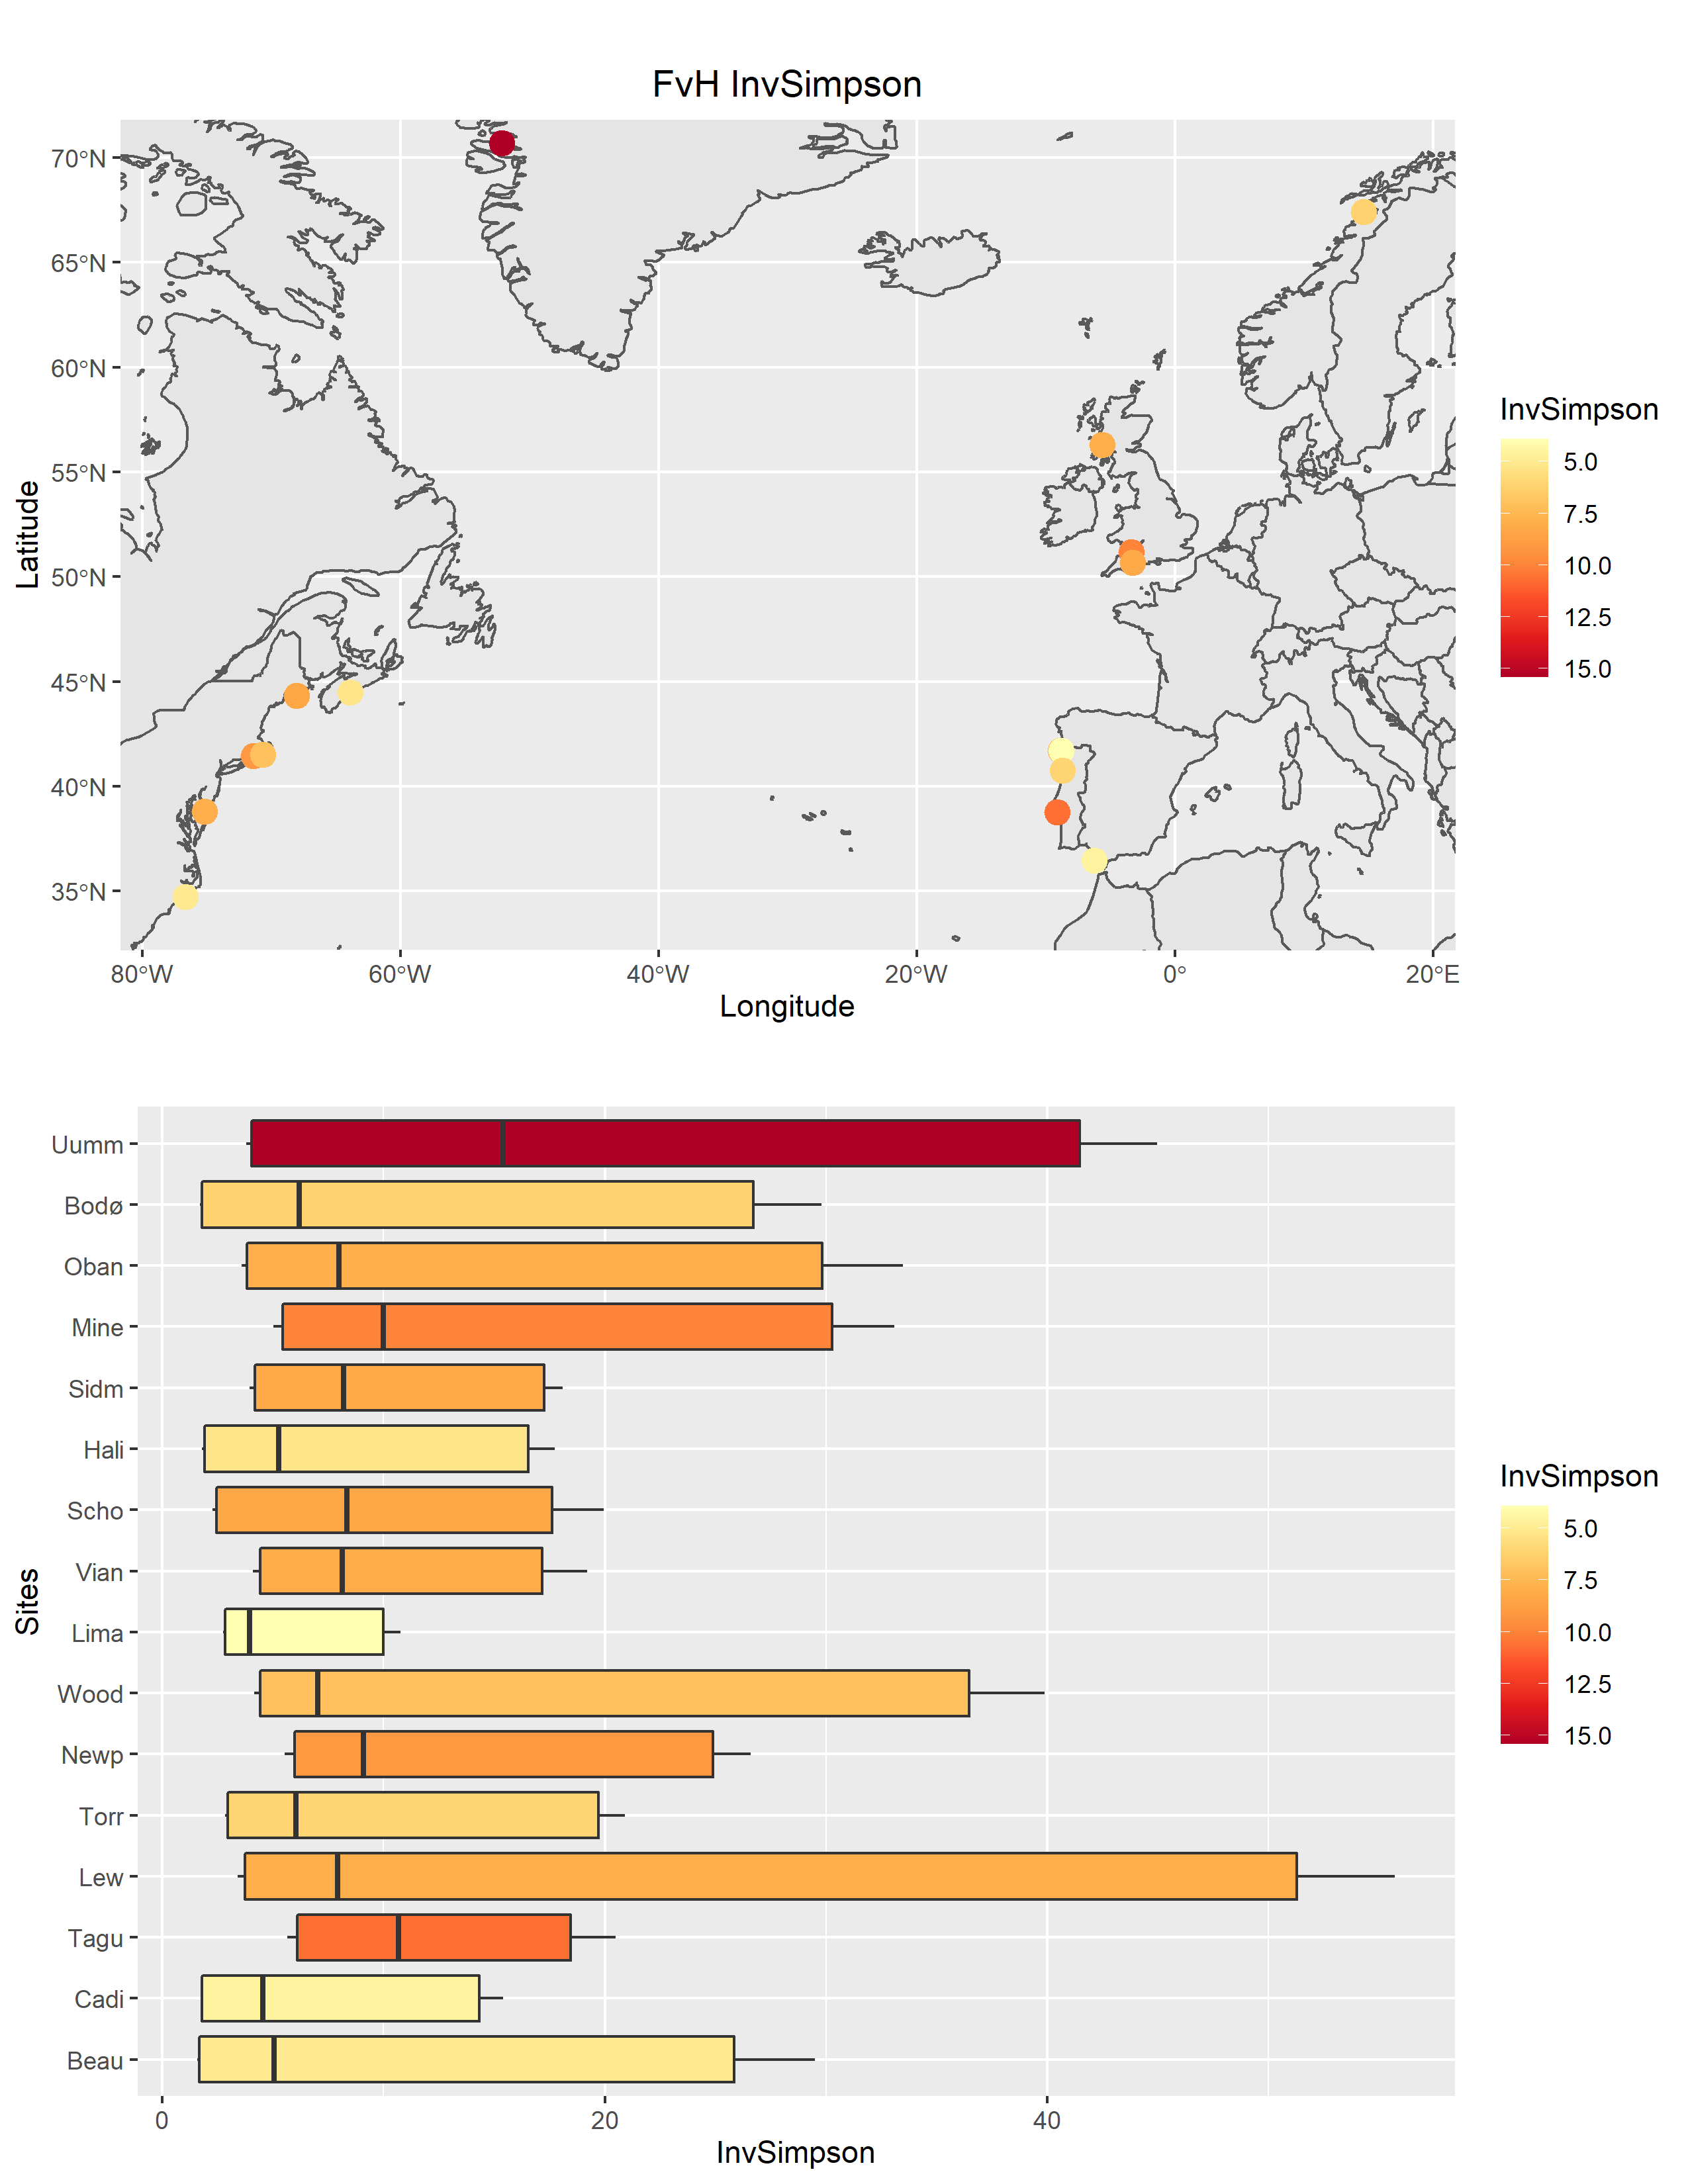 FvH InvSimpson
70°N
65°N
60°N
55°N
50°N
45°N
40°N
35°N
Latitude
80°W 60°W 40°W 20°W 0° 20°E
Longitude
InvSimpson
5.0
7.5
10.0
12.5
15.0
Uumm
Bodø
Oban
Mine
Sidm
Hali
Scho
Vian
Lima
Wood
Newp
Torr
Lew
Tagu
Cadi
Beau
Sites
0 20 40
InvSimpson
InvSimpson
5.0
7.5
10.0
12.5
15.0